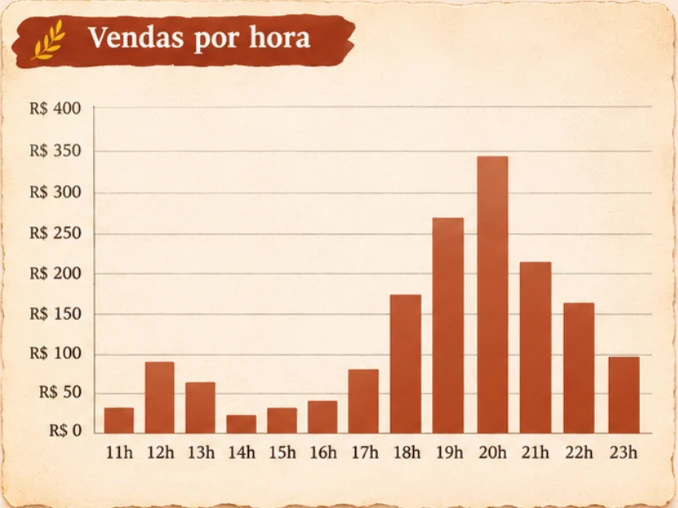 Vendas por hora
R$ 400
R$ 350
R$ 300
R$ 250
R$ 200
R$ 150
R$ 100
R$ 50
R$ 0
11h 12h 13h 14h 15h 16h 17h 18h 19h 20h 21h 22h 23h